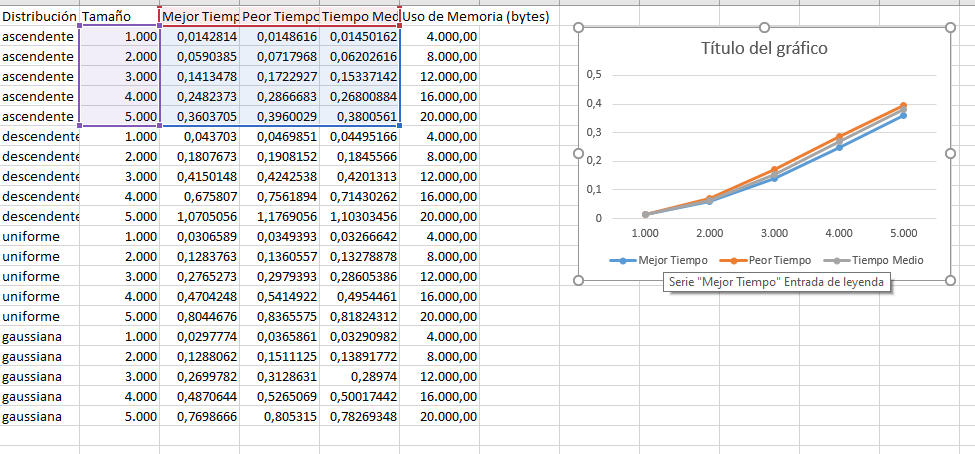 Distribución Tamaño Mejor Tiemp Peor Tiempo Tiempo Med Uso de Memoria (bytes)
ascendente 1.000 0,0142814 0,0148616 0,01450162 4.000,00
ascendente 2.000 0,0590385 0,0717968 0,06202616 8.000,00
ascendente 3.000 0,1413478 0,1722927 0,15337142 12.000,00
ascendente 4.000 0,2482373 0,2866683 0,26800884 16.000,00
ascendente 5.000 0,3603705 0,3960029 0,3800561 20.000,00
descendente 1.000 0,043703 0,0469851 0,04495166 4.000,00
descendente 2.000 0,1807673 0,1908152 0,1845566 8.000,00
descendente 3.000 0,4150148 0,4242538 0,4201313 12.000,00
descendente 4.000 0,675807 0,7561894 0,71430262 16.000,00
descendente 5.000 1,0705056 1,1769056 1,10303456 20.000,00
uniforme 1.000 0,0306589 0,0349393 0,03266642 4.000,00
uniforme 2.000 0,1283763 0,1360557 0,13278878 8.000,00
uniforme 3.000 0,2765273 0,2979393 0,28605386 12.000,00
uniforme 4.000 0,4704248 0,5414922 0,4954461 16.000,00
uniforme 5.000 0,8044676 0,8365575 0,81824312 20.000,00
gaussiana 1.000 0,0297774 0,0365861 0,03290982 4.000,00
gaussiana 2.000 0,1288062 0,1511125 0,13891772 8.000,00
gaussiana 3.000 0,2699782 0,3128631 0,28974 12.000,00
gaussiana 4.000 0,4870644 0,5265069 0,50017442 16.000,00
gaussiana 5.000 0,7698666 0,805315 0,78269348 20.000,00
Título del gráfico
0,5
0,4
0,3
0,2
0,1
0
1.000 2.000 3.000 4.000 5.000
Mejor Tiempo Peor Tiempo Tiempo Medio
Serie "Mejor Tiempo" Entrada de leyenda